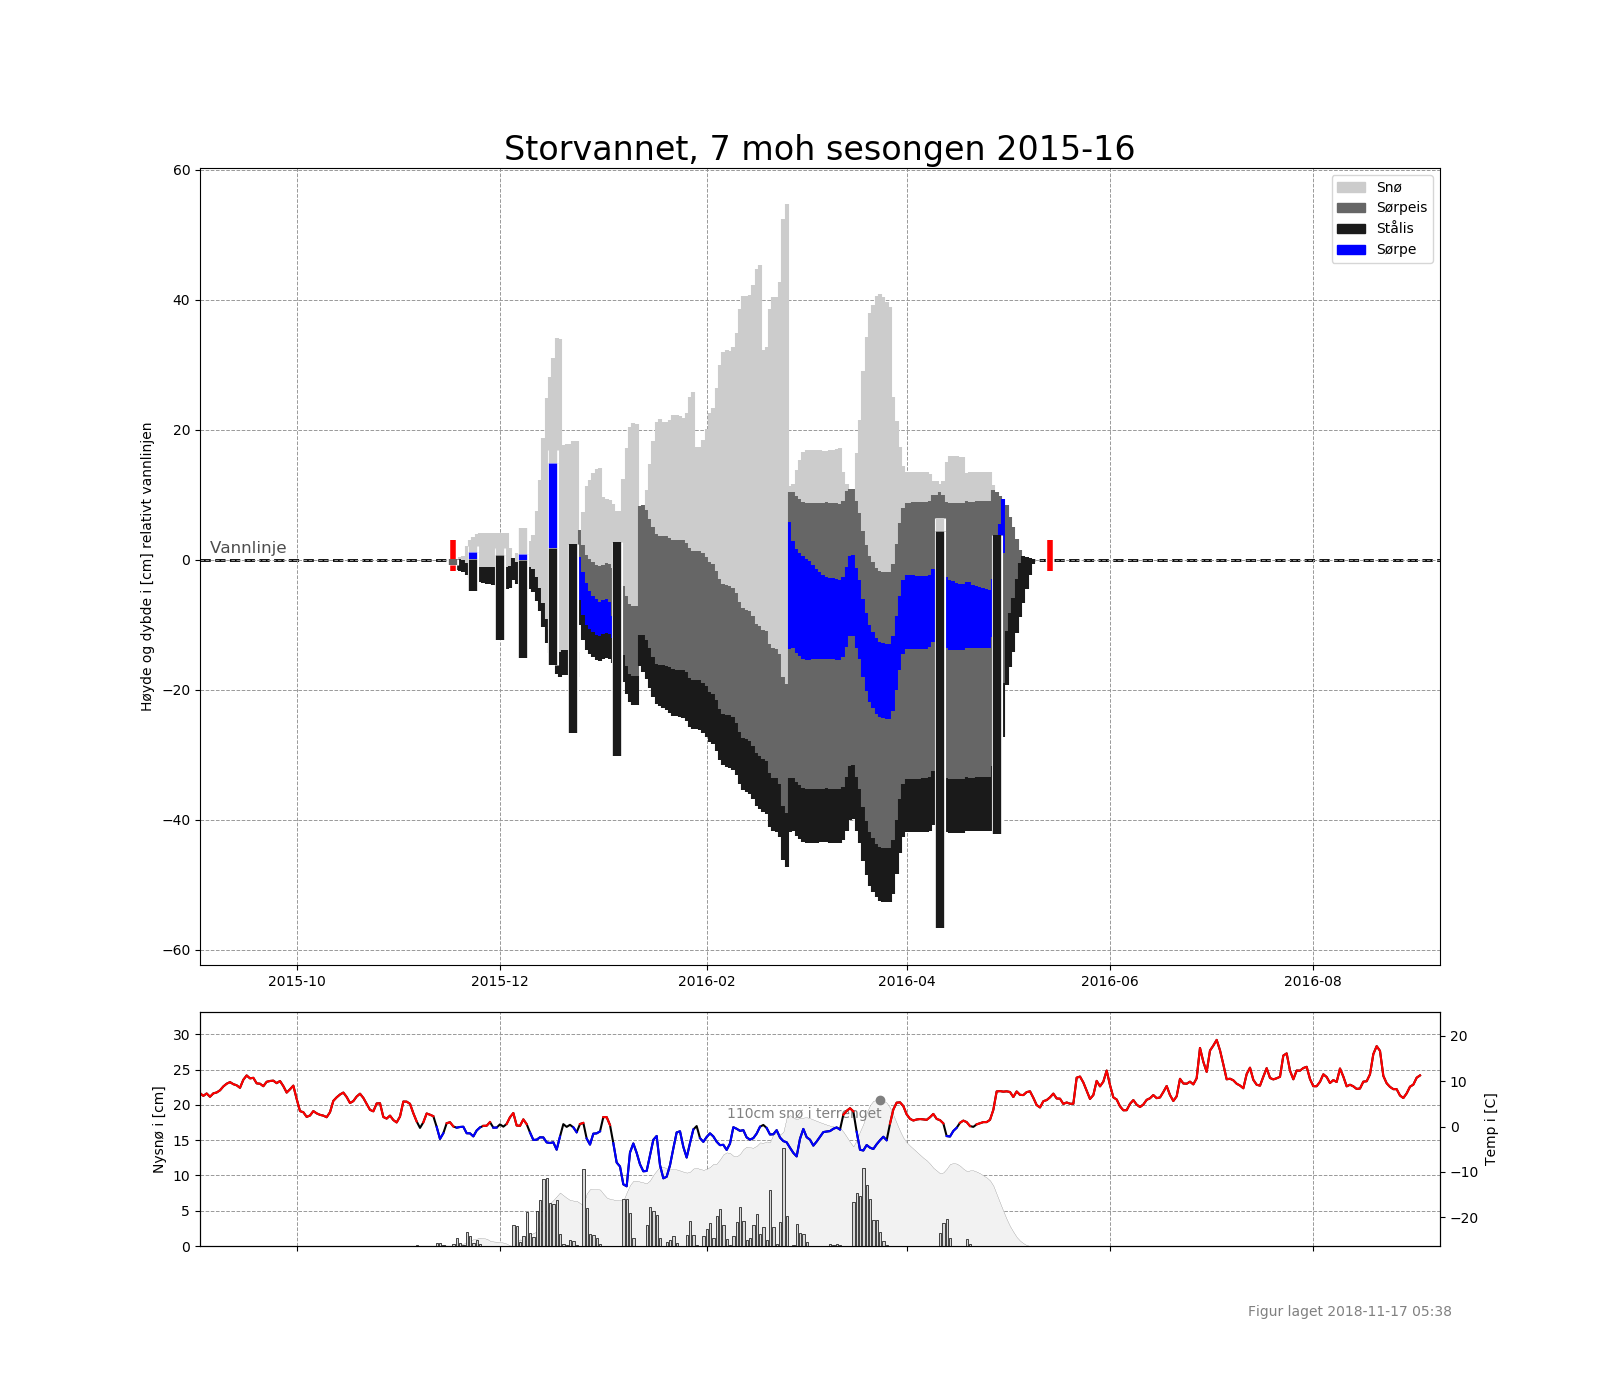 Storvannet, 7 moh sesongen 2015-16
60
40
20
0
−20
−40
−60
Høyde og dybde i [cm] relativt vannlinjen
Vannlinje
Snø
Sørpeis
Stålis
Sørpe
2015-10
2015-12
2016-02
2016-04
2016-06
2016-08
30
25
20
15
10
5
0
Nysnø i [cm]
110cm snø i terrenget
20
10
0
−10
−20
Temp i [C]
Figur laget 2018-11-17 05:38